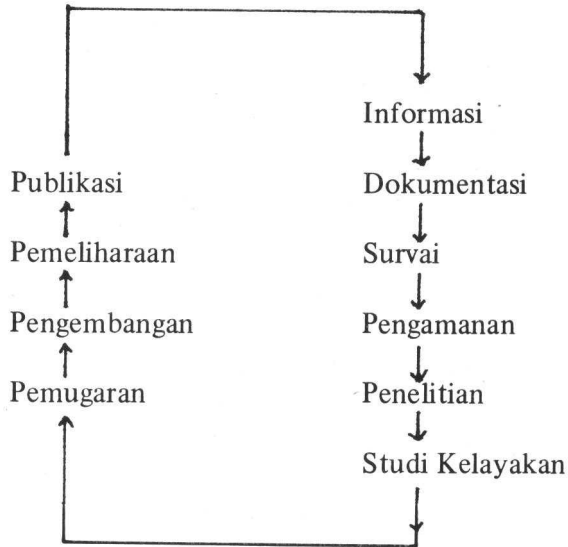 Informasi
Dokumentasi
Survai
Pengamanan
Penelitian
Studi Kelayakan
Pemugaran
Pengembangan
Pemeliharaan
Publikasi